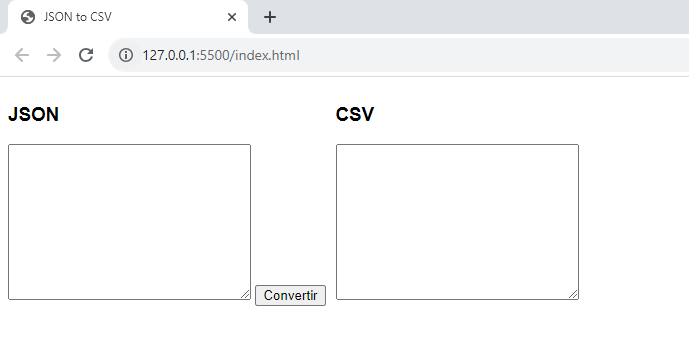 JSON to CSV
127.0.0.1:5500/index.html
JSON
CSV
Convertir